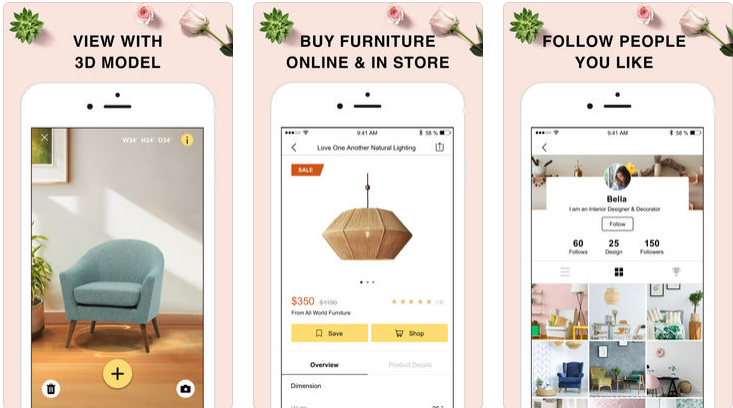 VIEW WITH
3D MODEL
W34' H34' D34'
i
BUY FURNITURE
ONLINE & IN STORE
9:41 AM
58 %
Love One Another Natural Lighting
SALE
$350 $1190
From All World Furniture
Save
Shop
Overview
Product Details
Dimension
FOLLOW PEOPLE
YOU LIKE
9:41 AM
58 %
Bella
I am an Interior Designer & Decorator
Follow
60 25 150
Follows Design Followers